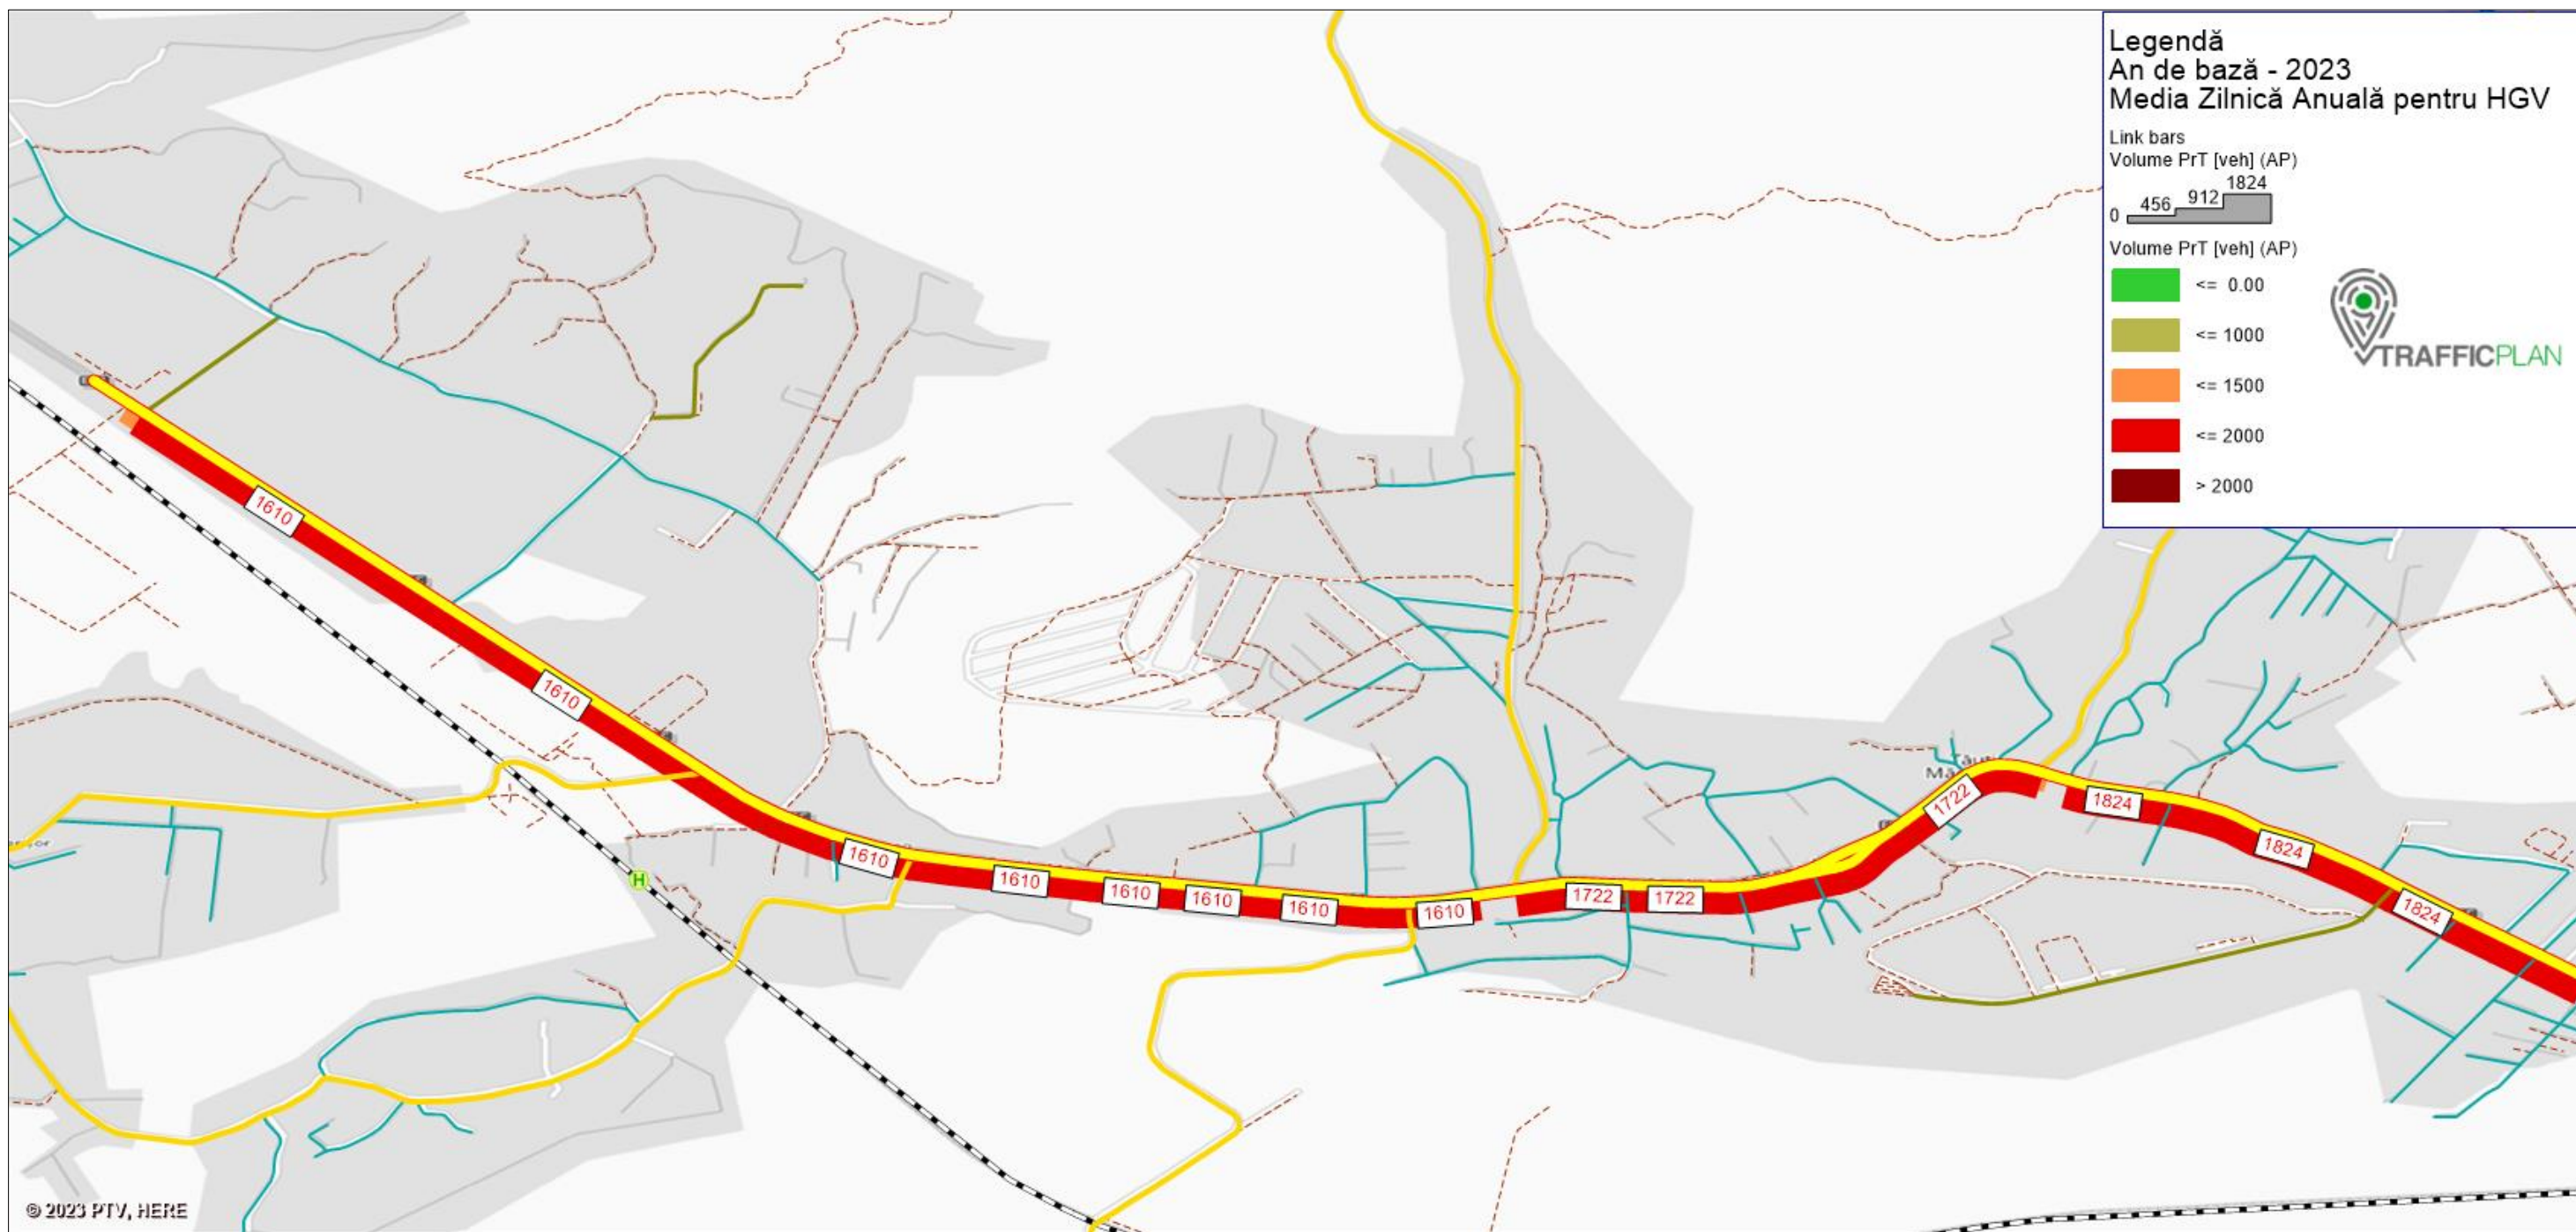 Legendă
An de bază - 2023
Media Zilnică Anuală pentru HGV
Link bars
Volume PrT [veh] (AP)
0 456 912 1824
Volume PrT [veh] (AP)
<= 0.00
<= 1000
<= 1500
<= 2000
> 2000
TRAFFICPLAN
1610
1610
1610
1610
1610
1610
1610
1610
1722
1722
1722
1824
1824
1824
H
© 2023 PTV, HERE